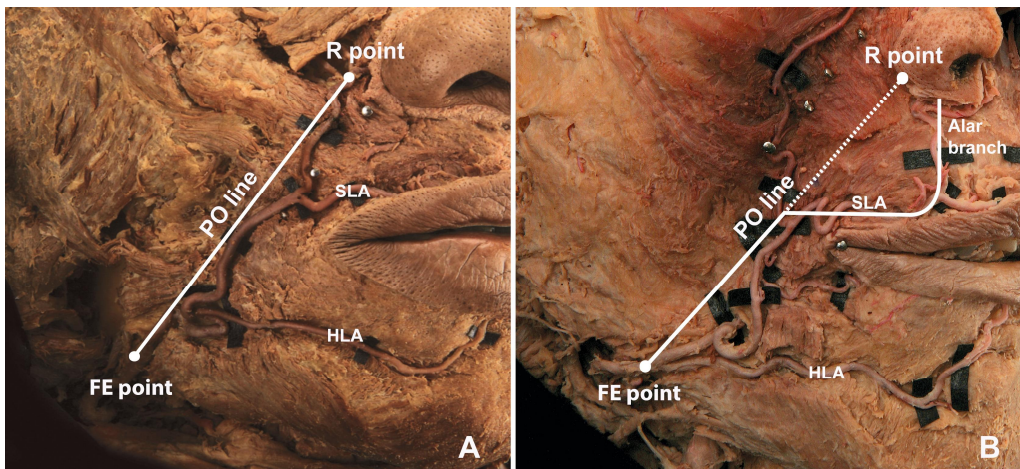 R point
PO line
SLA
HLA
FE point
A
R point
Alar
branch
PO line
SLA
FE point
HLA
B